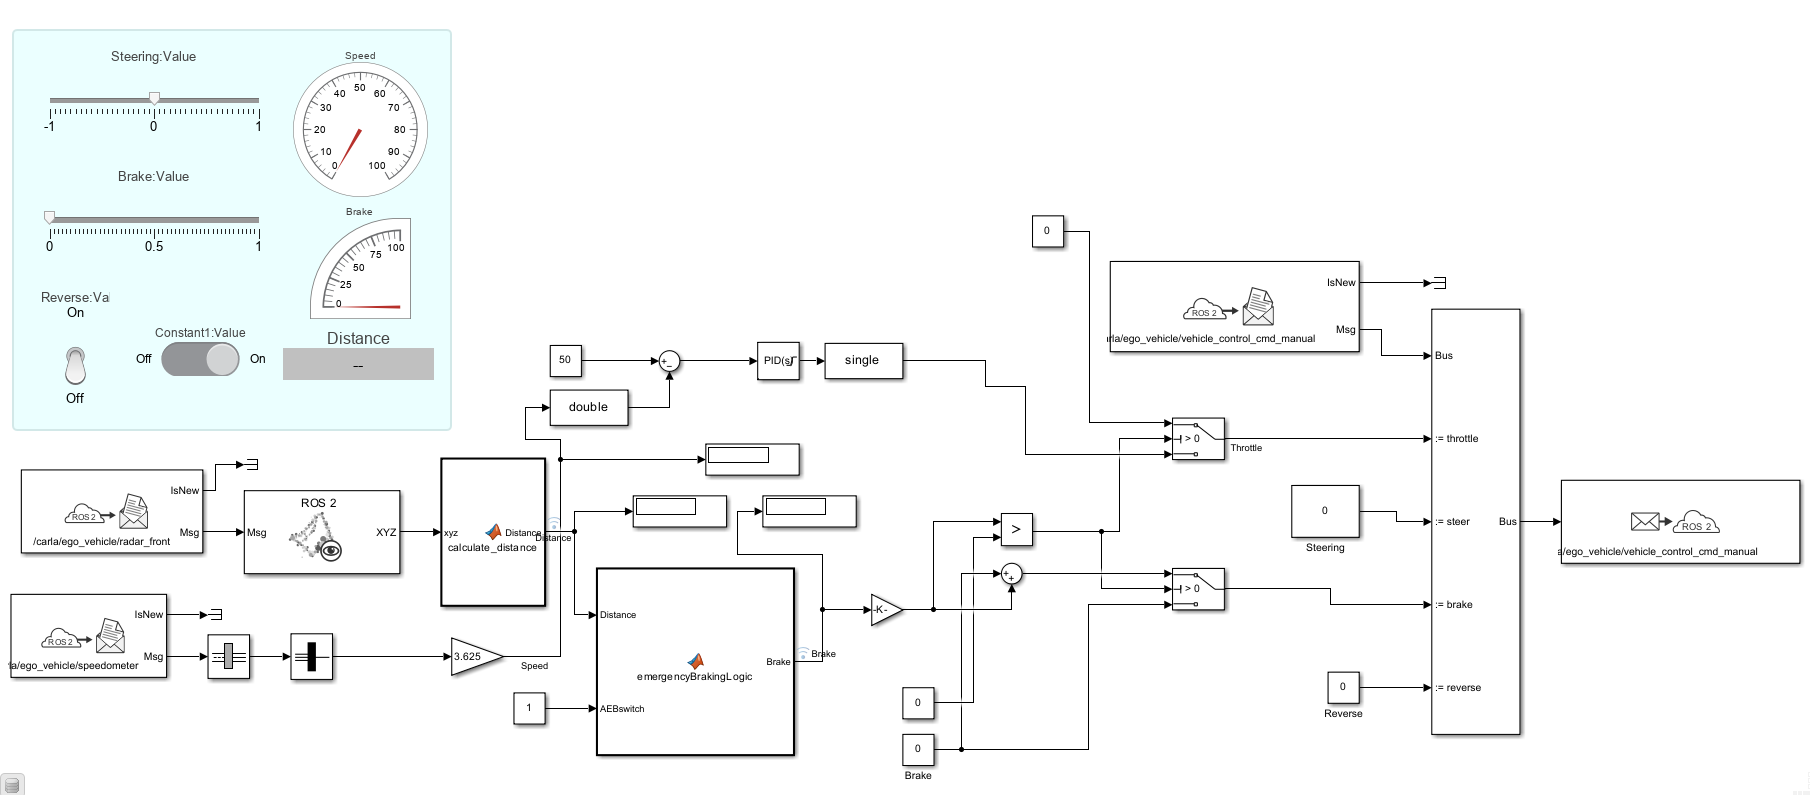 Steering:Value
-1
0
1
Speed
0
10
20
30
40
50
60
70
80
90
100
Brake:Value
0
0.5
1
Brake
0
25
50
75
100
Reverse:Va
On
Off
Constant1:Value
Off
On
Distance
--
IsNew
ROS 2
Msg
/carla/ego_vehicle/radar_front
ROS 2
Msg
XYZ
xyz
Distance
calculate_distance
Distance
IsNew
ROS 2
Msg
a/ego_vehicle/speedometer
3.625
Speed
50
+
−
PID(s)
single
double
1
Distance
Brake
emergencyBrakingLogic
AEBswitch
Brake
-K-
>
+
+
0
0
Brake
0
> 0
Throttle
> 0
IsNew
ROS 2
Msg
rla/ego_vehicle/vehicle_control_cmd_manual
0
Steering
0
Reverse
Bus
:= throttle
:= steer
Bus
:= brake
:= reverse
ROS 2
a/ego_vehicle/vehicle_control_cmd_manual